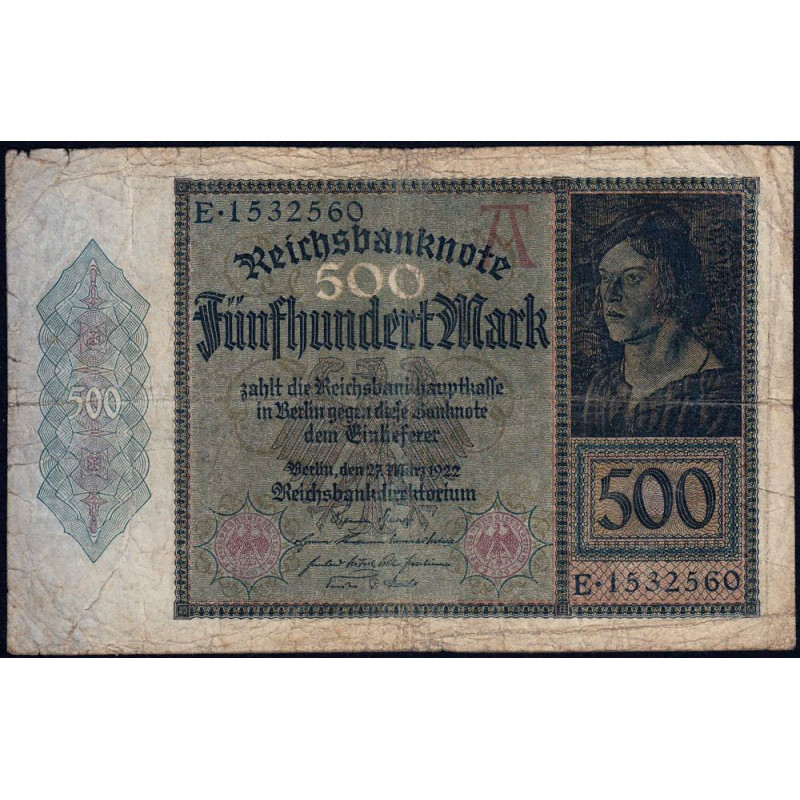 E·1532560
A
Reichsbanknote
500
Fünfhundert Mark
zahlt die Reichsbankhauptkasse
in Berlin gegen diese Banknote
dem Einlieferer
Berlin, den 27. März 1922
Reichsbankdirektorium
500
500
E·1532560